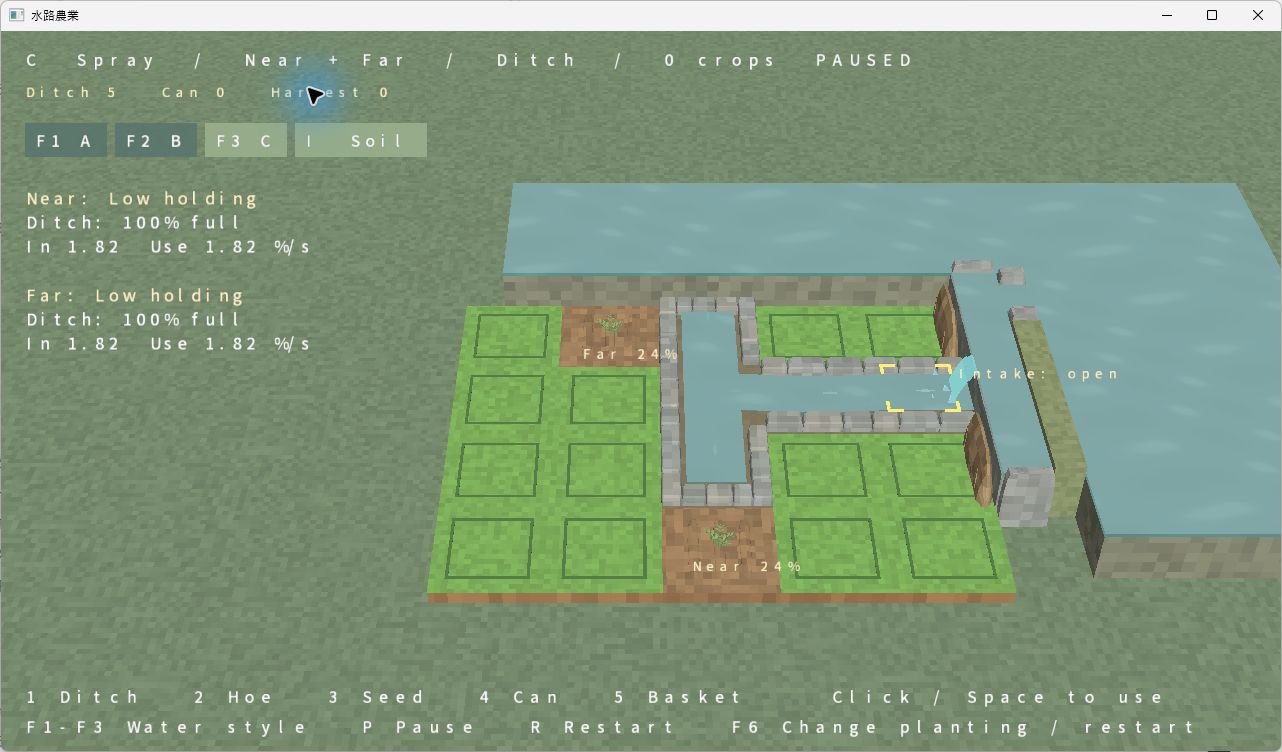 水路農業
C Spray / Near + Far / Ditch / 0 crops PAUSED
Ditch 5 Can 0 Harvest 0
F1 A F2 B F3 C I Soil
Near: Low holding
Ditch: 100% full
In 1.82 Use 1.82 %/s
Far: Low holding
Ditch: 100% full
In 1.82 Use 1.82 %/s
Far 24%
Intake: open
Near 24%
1 Ditch 2 Hoe 3 Seed 4 Can 5 Basket Click / Space to use
F1-F3 Water style P Pause R Restart F6 Change planting / restart